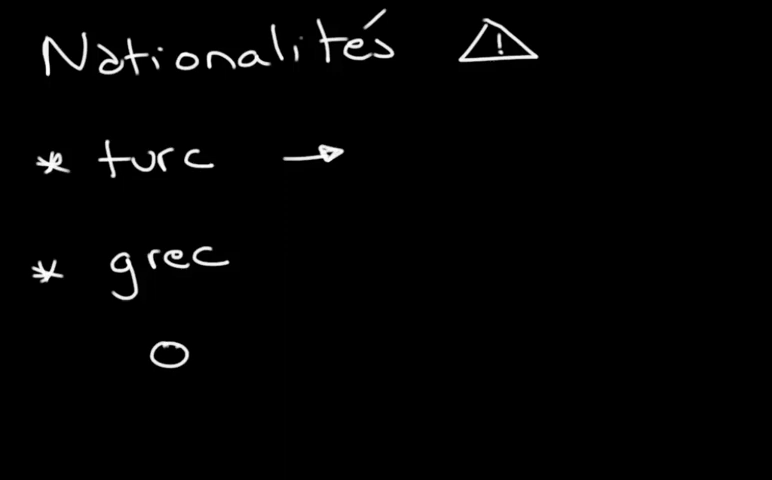 Nationalités ⚠
* turc →
* grec